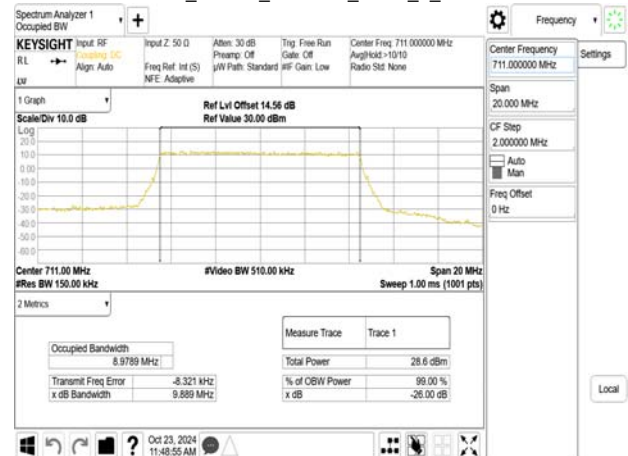 Spectrum Analyzer 1
Occupied BW
Frequency
KEYSIGHT
RL
Input: RF
Coupling: DC
Align: Auto
Input Z: 50 Ω
Freq Ref: Int (S)
NFE: Adaptive
Atten: 30 dB
Preamp: Off
µW Path: Standard
Trig: Free Run
Gate: Off
#IF Gain: Low
Center Freq: 711.000000 MHz
Avg|Hold:>10/10
Radio Std: None
Center Frequency
711.000000 MHz
Settings
Span
20.000 MHz
CF Step
2.000000 MHz
Auto
Man
Freq Offset
0 Hz
Local
1 Graph
Scale/Div 10.0 dB
Ref Lvl Offset 14.56 dB
Ref Value 30.00 dBm
Log
20.0
10.0
0.00
-10.0
-20.0
-30.0
-40.0
-50.0
-60.0
Center 711.00 MHz
#Video BW 510.00 kHz
Span 20 MHz
#Res BW 150.00 kHz
Sweep 1.00 ms (1001 pts)
2 Metrics
Measure Trace Trace 1
Occupied Bandwidth
8.9789 MHz
Total Power 28.6 dBm
Transmit Freq Error -8.321 kHz
% of OBW Power 99.00 %
x dB Bandwidth 9.889 MHz
x dB -26.00 dB
?
Oct 23, 2024
11:48:55 AM